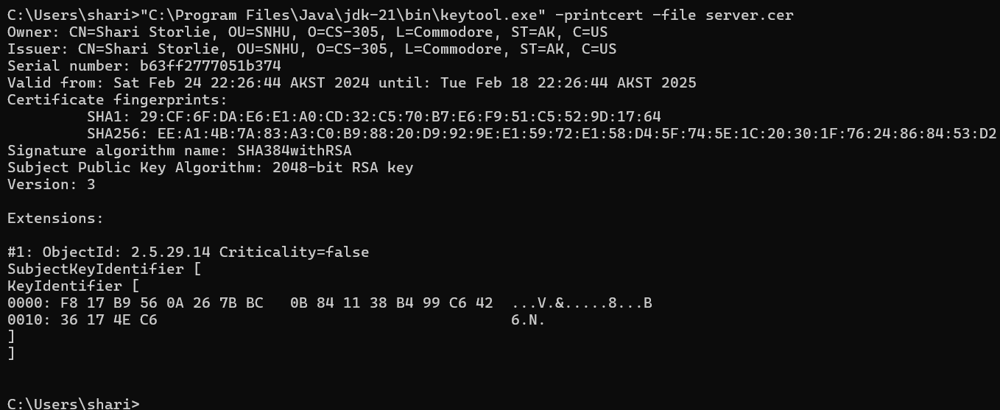 C:\Users\shari>"C:\Program Files\Java\jdk-21\bin\keytool.exe" -printcert -file server.cer
Owner: CN=Shari Storlie, OU=SNHU, O=CS-305, L=Commodore, ST=AK, C=US
Issuer: CN=Shari Storlie, OU=SNHU, O=CS-305, L=Commodore, ST=AK, C=US
Serial number: b63ff2777051b374
Valid from: Sat Feb 24 22:26:44 AKST 2024 until: Tue Feb 18 22:26:44 AKST 2025
Certificate fingerprints:
         SHA1: 29:CF:6F:DA:E6:E1:A0:CD:32:C5:70:B7:E6:F9:51:C5:52:9D:17:64
         SHA256: EE:A1:4B:7A:83:A3:C0:B9:88:20:D9:92:9E:E1:59:72:E1:58:D4:5F:74:5E:1C:20:30:1F:76:24:86:84:53:D2
Signature algorithm name: SHA384withRSA
Subject Public Key Algorithm: 2048-bit RSA key
Version: 3

Extensions:

#1: ObjectId: 2.5.29.14 Criticality=false
SubjectKeyIdentifier [
KeyIdentifier [
0000: F8 17 B9 56 0A 26 7B BC   0B 84 11 38 B4 99 C6 42  ...V.&.....8...B
0010: 36 17 4E C6                                        6.N.
]
]

C:\Users\shari>